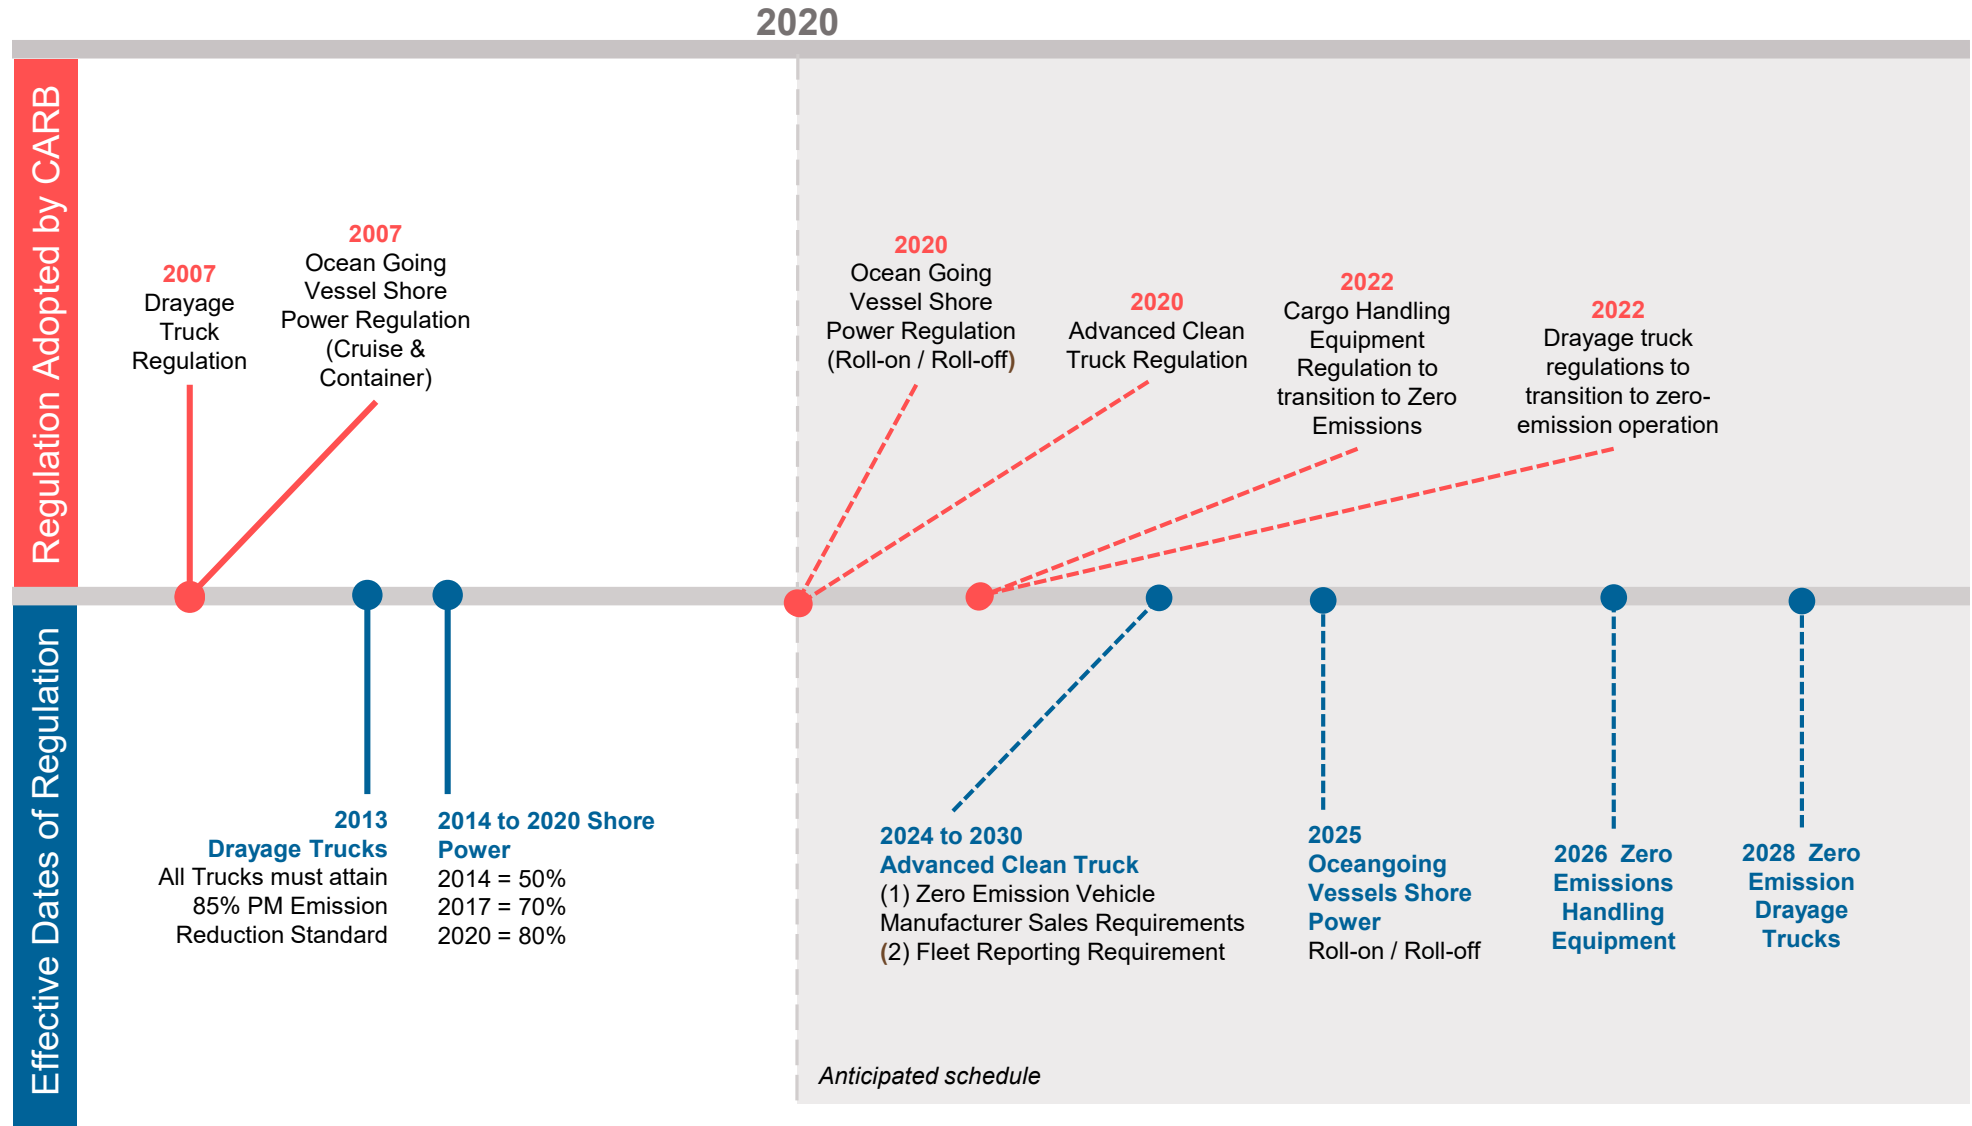 2020
Regulation Adopted by CARB
2007
Drayage
Truck
Regulation
2007
Ocean Going
Vessel Shore
Power Regulation
(Cruise &
Container)
2020
Ocean Going
Vessel Shore
Power Regulation
(Roll-on / Roll-off)
2020
Advanced Clean
Truck Regulation
2022
Cargo Handling
Equipment
Regulation to
transition to Zero
Emissions
2022
Drayage truck
regulations to
transition to zero-
emission operation
Effective Dates of Regulation
2013
Drayage Trucks
All Trucks must attain
85% PM Emission
Reduction Standard
2014 to 2020 Shore
Power
2014 = 50%
2017 = 70%
2020 = 80%
2024 to 2030
Advanced Clean Truck
(1) Zero Emission Vehicle
Manufacturer Sales Requirements
(2) Fleet Reporting Requirement
2025
Oceangoing
Vessels Shore
Power
Roll-on / Roll-off
2026 Zero
Emissions
Handling
Equipment
2028 Zero
Emission
Drayage
Trucks
Anticipated schedule